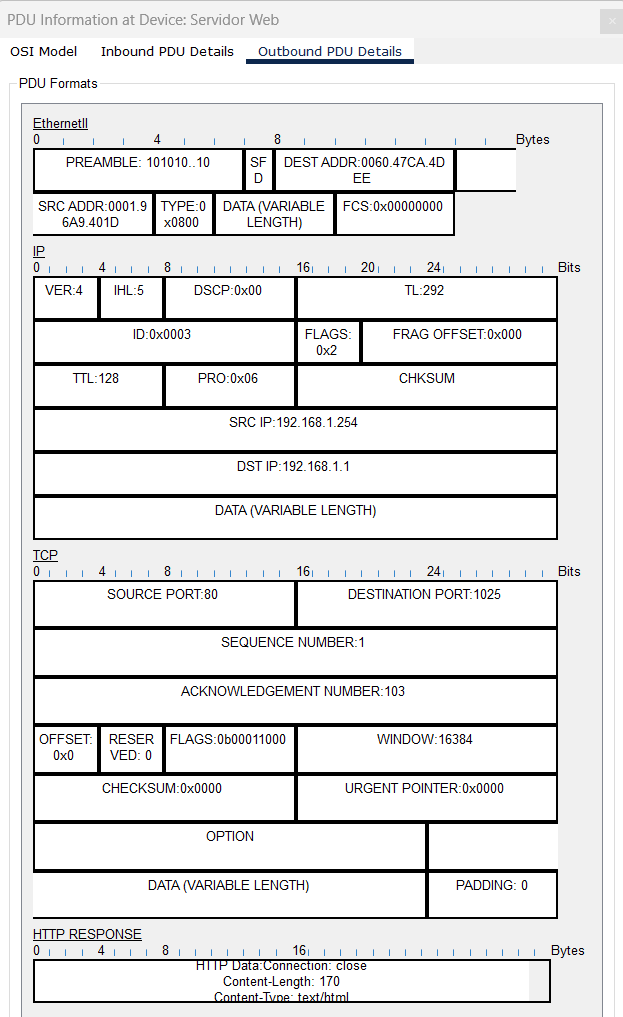 PDU Information at Device: Servidor Web
×
OSI Model Inbound PDU Details Outbound PDU Details
PDU Formats
EthernetII
0 4 8 Bytes
PREAMBLE: 101010..10
SF
D
DEST ADDR:0060.47CA.4D
EE
SRC ADDR:0001.9
6A9.401D
TYPE:0
x0800
DATA (VARIABLE
LENGTH)
FCS:0x00000000
IP
0 4 8 16 20 24 Bits
VER:4 IHL:5 DSCP:0x00 TL:292
ID:0x0003
FLAGS:
0x2
FRAG OFFSET:0x000
TTL:128 PRO:0x06 CHKSUM
SRC IP:192.168.1.254
DST IP:192.168.1.1
DATA (VARIABLE LENGTH)
TCP
0 4 8 16 24 Bits
SOURCE PORT:80 DESTINATION PORT:1025
SEQUENCE NUMBER:1
ACKNOWLEDGEMENT NUMBER:103
OFFSET:
0x0
RESER
VED: 0
FLAGS:0b00011000
WINDOW:16384
CHECKSUM:0x0000 URGENT POINTER:0x0000
OPTION
DATA (VARIABLE LENGTH) PADDING: 0
HTTP RESPONSE
0 4 8 16 Bytes
HTTP Data:Connection: close
Content-Length: 170
Content-Type: text/html